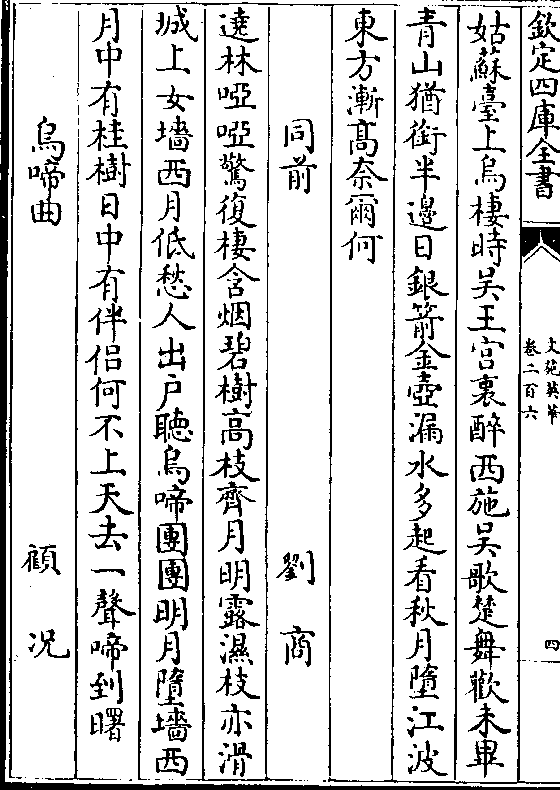 欽定四庫全書
文苑英華
卷二百六
四
姑蘇臺上烏棲時吳王宮裏醉西施吳歌楚舞歡未畢
青山猶銜半邊日銀箭金壺漏水多起看秋月墮江波
東方漸髙奈爾何
同前 劉商
遶林啞啞驚復棲含烟碧樹高枝齊月明露濕枝亦滑
城上女墻西月低愁人出戶聽烏啼團團明月墮墻西
月中有桂樹日中有伴侶何不上天去一聲啼到曙
烏啼曲 顧况